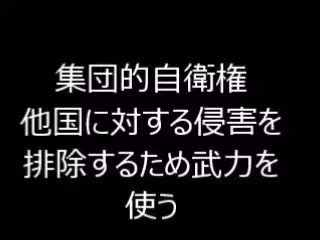 集団的自衛権
他国に対する侵害を
排除するため武力を
使う